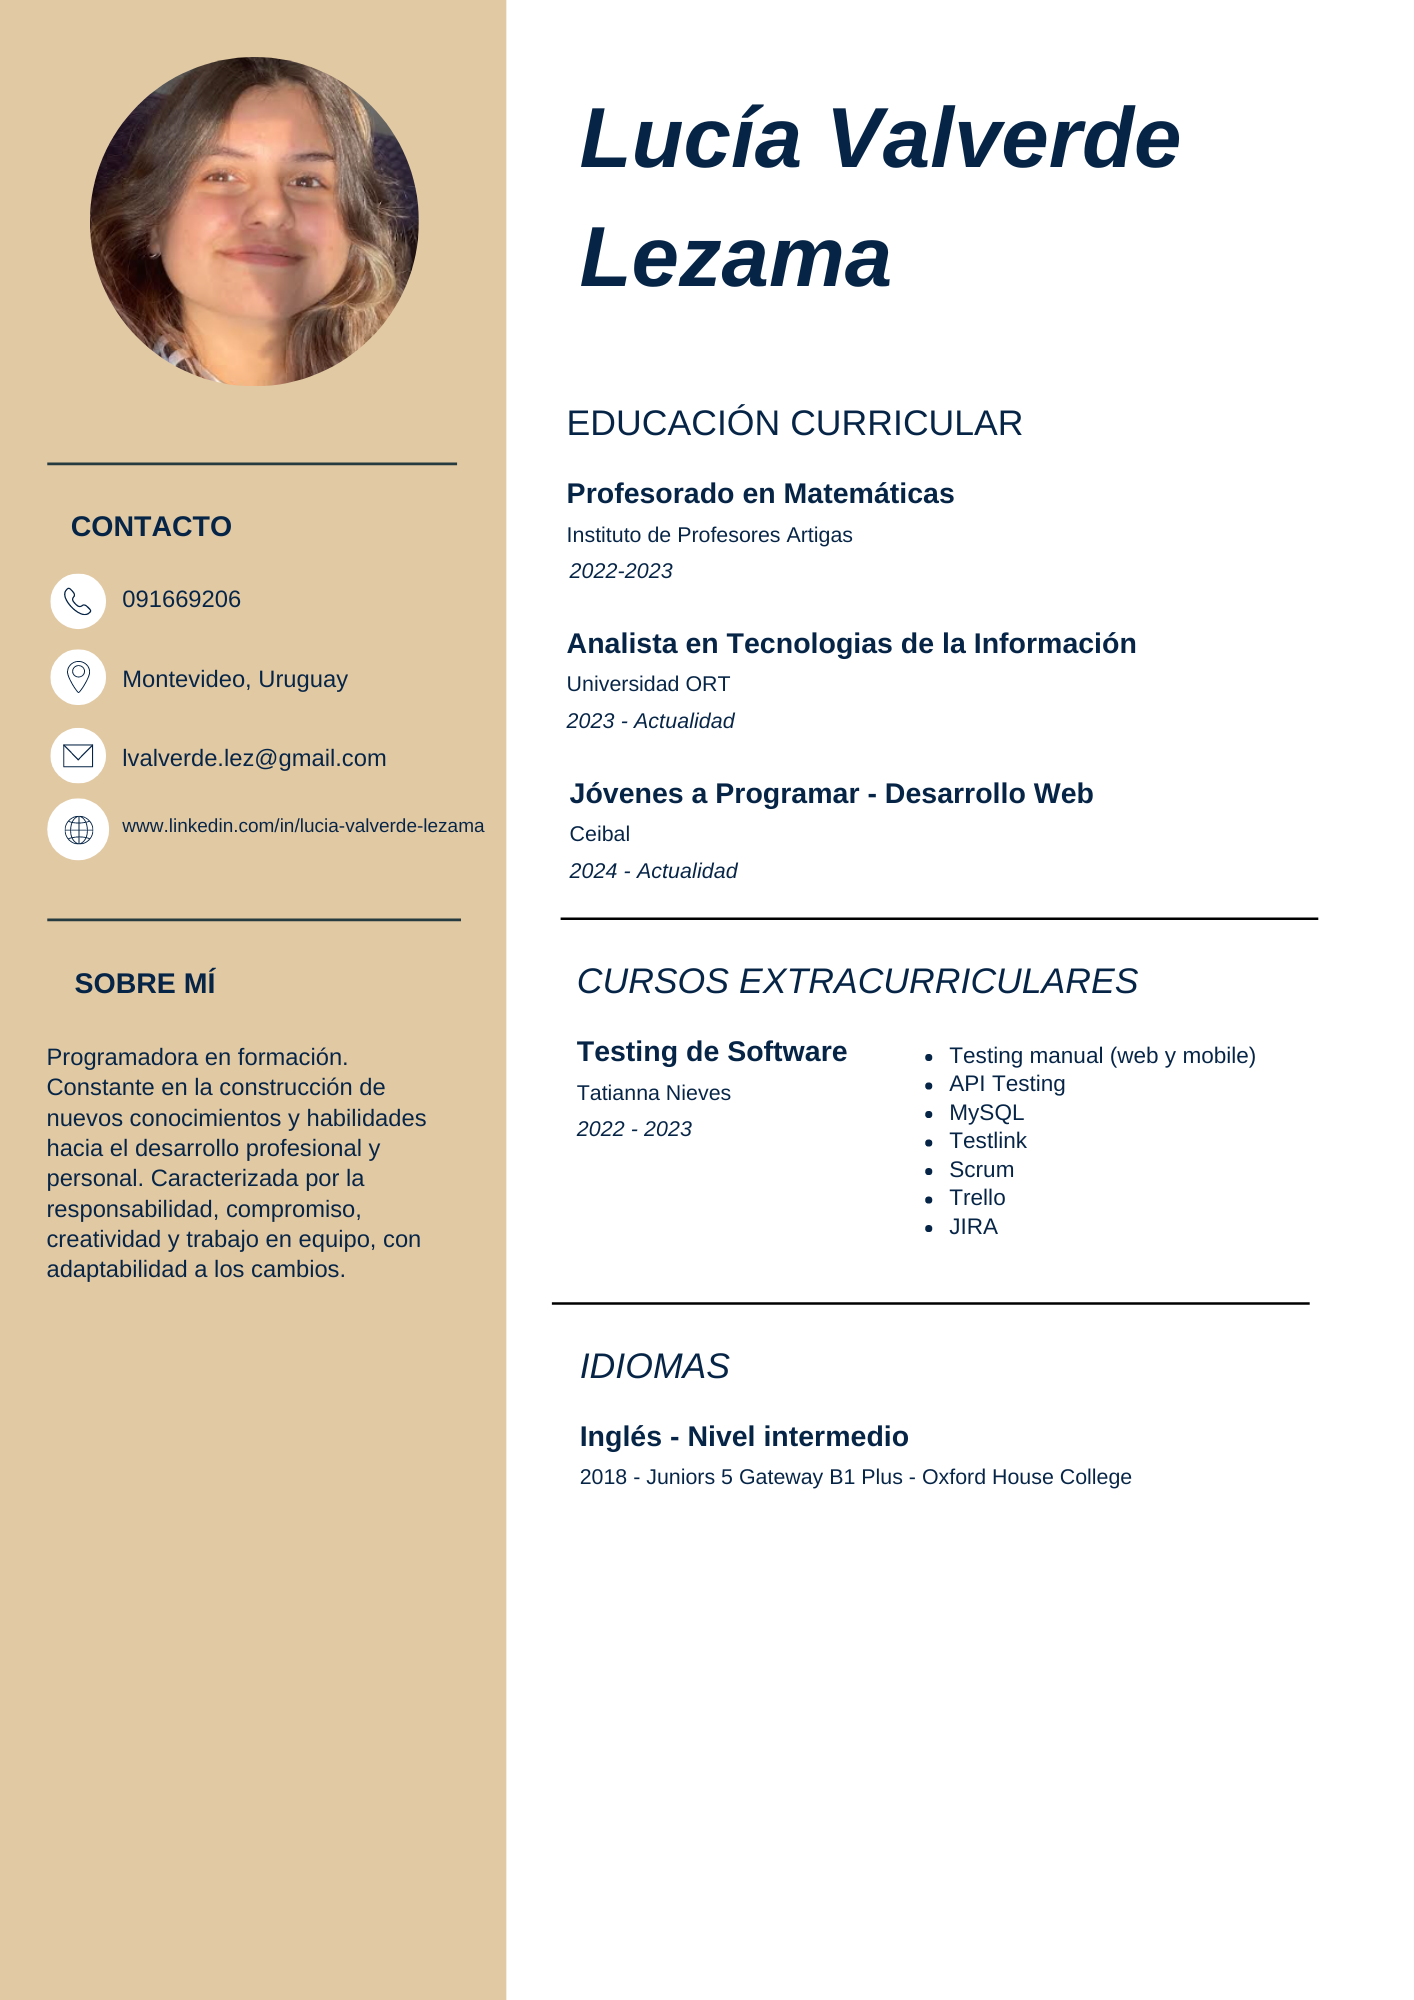 Lucía Valverde
Lezama
CONTACTO
091669206
Montevideo, Uruguay
lvalverde.lez@gmail.com
www.linkedin.com/in/lucia-valverde-lezama
SOBRE MÍ
Programadora en formación.
Constante en la construcción de
nuevos conocimientos y habilidades
hacia el desarrollo profesional y
personal. Caracterizada por la
responsabilidad, compromiso,
creatividad y trabajo en equipo, con
adaptabilidad a los cambios.
EDUCACIÓN CURRICULAR
Profesorado en Matemáticas
Instituto de Profesores Artigas
2022-2023
Analista en Tecnologias de la Información
Universidad ORT
2023 - Actualidad
Jóvenes a Programar - Desarrollo Web
Ceibal
2024 - Actualidad
CURSOS EXTRACURRICULARES
Testing de Software
Tatianna Nieves
2022 - 2023
• Testing manual (web y mobile)
• API Testing
• MySQL
• Testlink
• Scrum
• Trello
• JIRA
IDIOMAS
Inglés - Nivel intermedio
2018 - Juniors 5 Gateway B1 Plus - Oxford House College